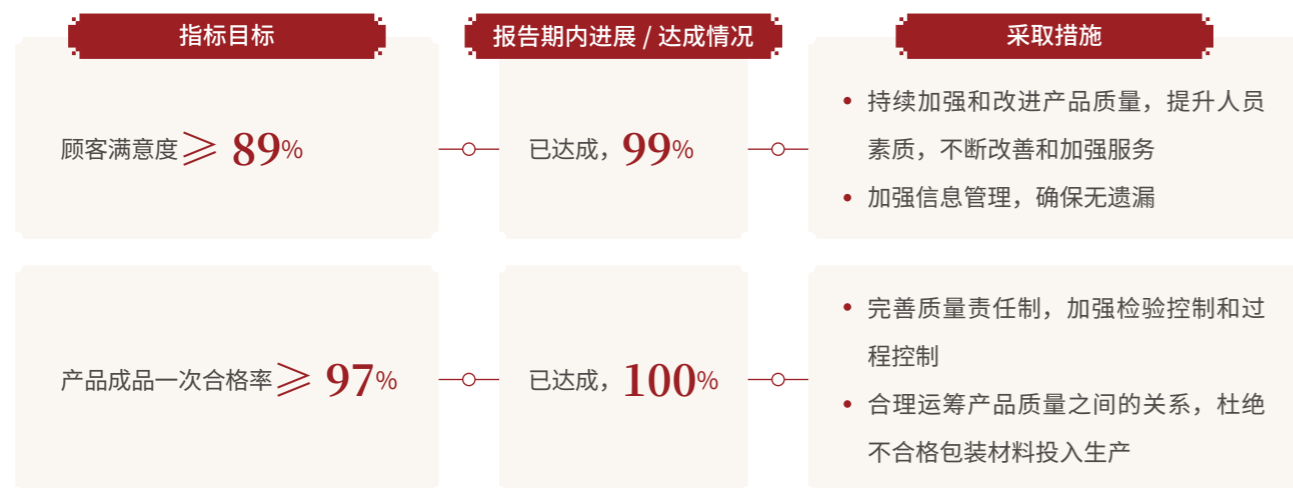 指标目标
报告期内进展 / 达成情况
采取措施
顾客满意度≥ 89%
已达成，99%
• 持续加强和改进产品质量，提升人员
素质，不断改善和加强服务
• 加强信息管理，确保无遗漏
产品成品一次合格率≥ 97%
已达成，100%
• 完善质量责任制，加强检验控制和过
程控制
• 合理运筹产品质量之间的关系，杜绝
不合格包装材料投入生产